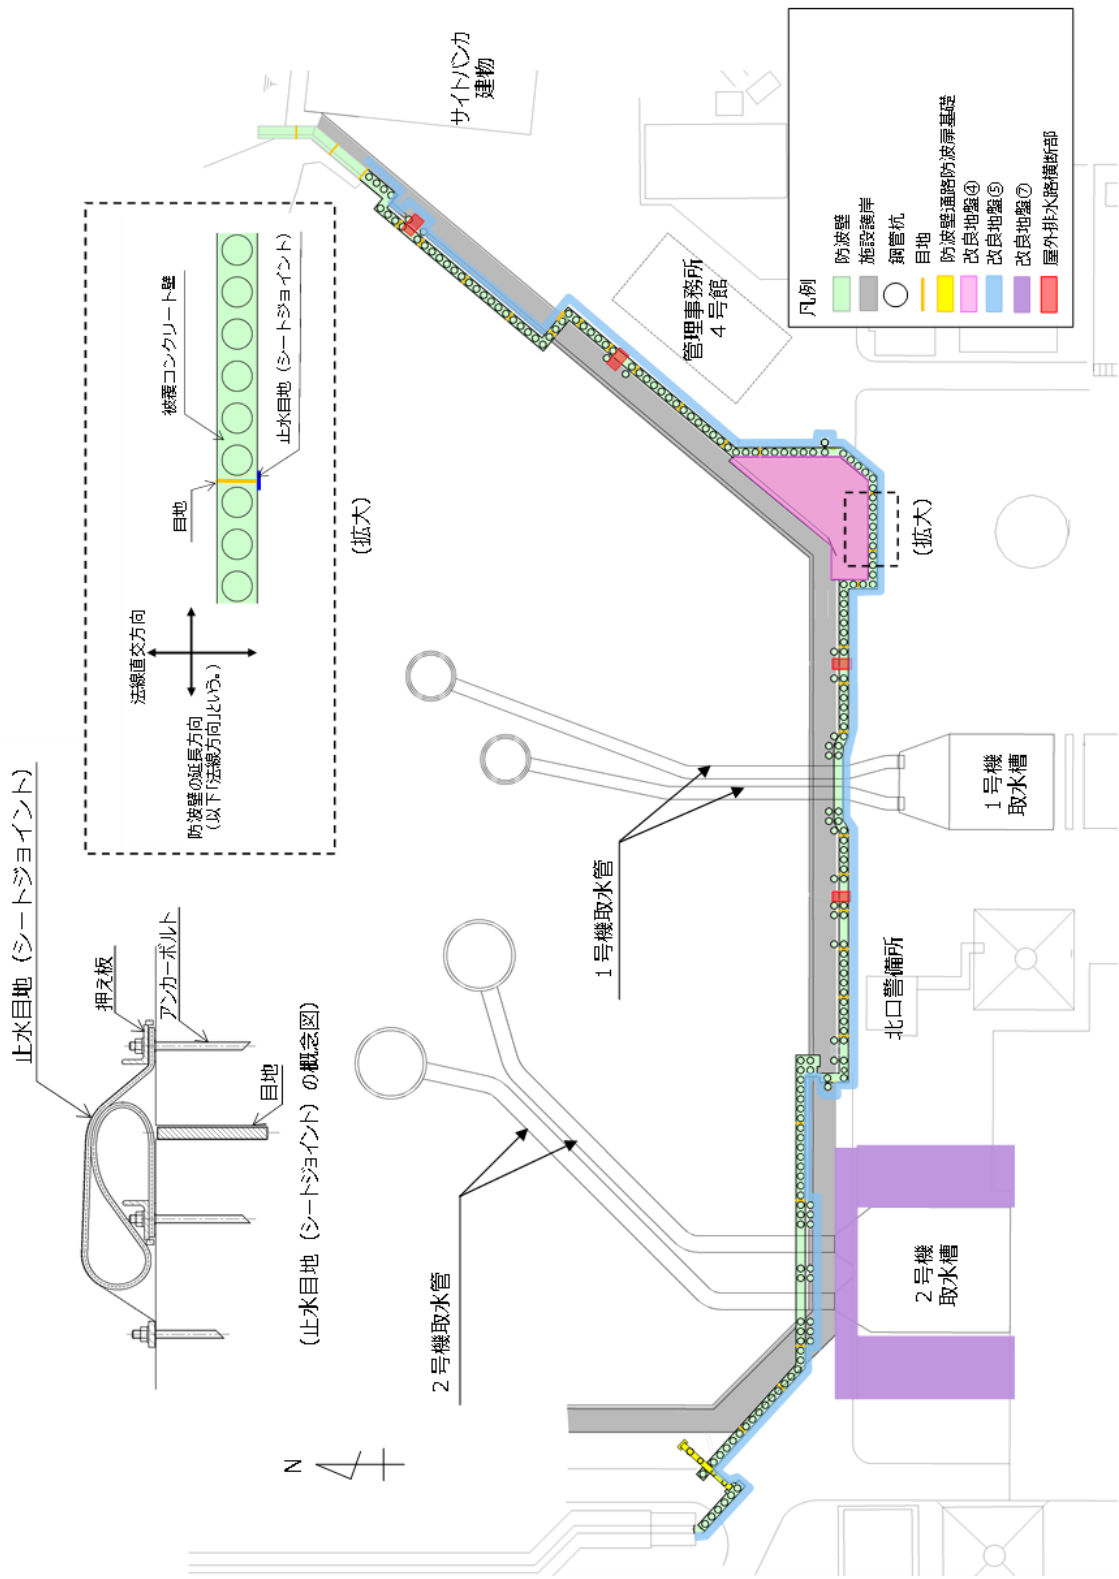 止水目地（シートジョイント）
押え板
アンカーボルト
目地
（止水目地（シートジョイント）の概念図）
法線直交方向
防波壁の延長方向
（以下「法線方向」という。）
目地
被覆コンクリート壁
止水目地（シートジョイント）
（拡大）
N
２号機取水管
１号機取水管
サイトバンカ
建物
管理事務所
４号館
（拡大）
北口警備所
１号機
取水槽
２号機
取水槽
凡例
防波壁
施設護岸
鋼管杭
目地
防波壁通路防波扉基礎
改良地盤④
改良地盤⑤
改良地盤⑦
屋外排水路横断部